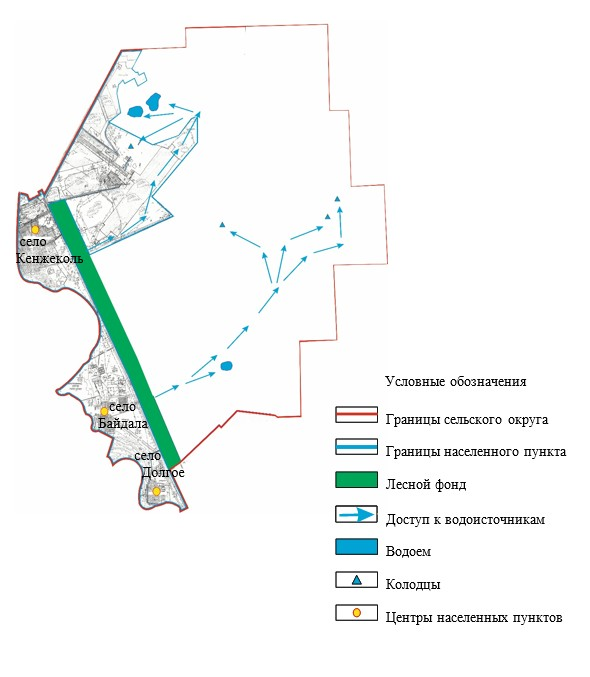 село
Кенжеколь
село
Байдала
село
Долгое
Условные обозначения
Границы сельского округа
Границы населенного пункта
Лесной фонд
Доступ к водоисточникам
Водоем
Колодцы
Центры населенных пунктов